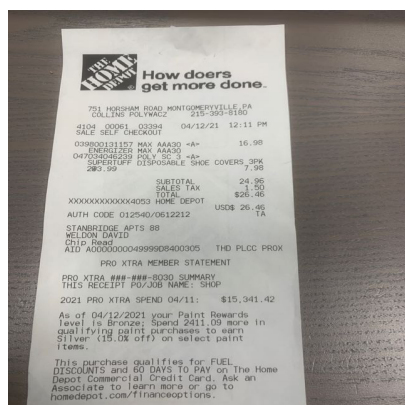 THE HOME DEPOT
How doers
get more done.
751 HORSHAM ROAD MONTGOMERYVILLE,PA
COLLINS POLYWACZ 215-393-8180
4104 00061 03394 04/12/21 12:11 PM
SALE SELF CHECKOUT
039800131157 MAX AAA30 <A> 16.98
ENERGIZER MAX AAA30
047034046239 POLY SC 3 <A>
SUPERTUFF DISPOSABLE SHOE COVERS 3PK
2@3.99 7.98
SUBTOTAL 24.96
SALES TAX 1.50
TOTAL $26.46
XXXXXXXXXXXX4053 HOME DEPOT
USD$ 26.46
AUTH CODE 012540/0612212 TA
STANBRIDGE APTS 88
WELDON DAVID
Chip Read
AID A0000000049999D8400305 THD PLCC PROX
PRO XTRA MEMBER STATEMENT
PRO XTRA ###-###-8030 SUMMARY
THIS RECEIPT PO/JOB NAME: SHOP
2021 PRO XTRA SPEND 04/11: $15,341.42
As of 04/12/2021 your Paint Rewards
level is Bronze; Spend 2411.09 more in
qualifying paint purchases to earn
Silver (15.0% off) on select paint
items.
This purchase qualifies for FUEL
DISCOUNTS and 60 DAYS TO PAY on The Home
Depot Commercial Credit Card. Ask an
Associate to learn more or go to
homedepot.com/financeoptions.